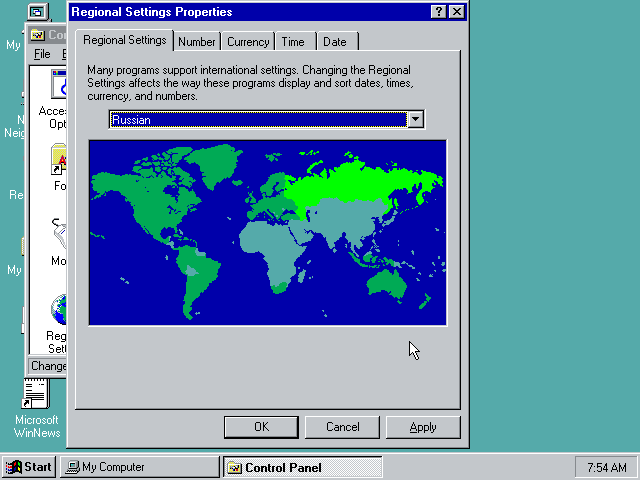 Regional Settings Properties
Regional Settings
Number
Currency
Time
Date
Many programs support international settings. Changing the Regional
Settings affects the way these programs display and sort dates, times,
currency, and numbers.
Russian
OK
Cancel
Apply
My
Co
File
Acces
Opt
N
Neig
Fo
Re
Mo
My
Reg
Sett
Change
Microsoft
WinNews
Start
My Computer
Control Panel
7:54 AM